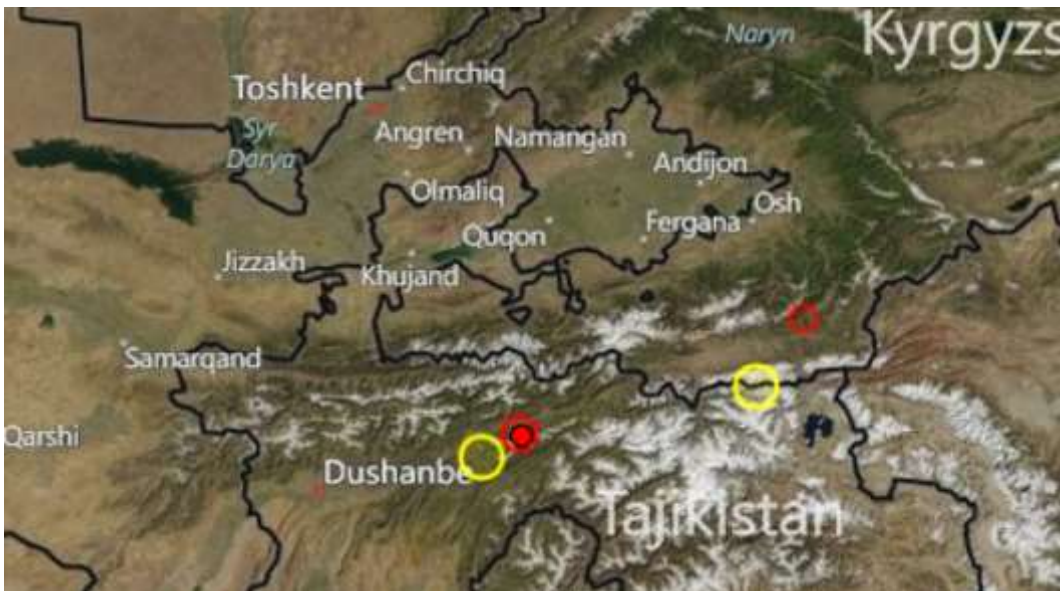 Naryn
Kyrgyzs
Chirchiq
Toshkent
Syr
Darya
Angren
Namangan
Andijon
Olmaliq
Osh
Quqon
Fergana
Jizzakh
Khujand
Samarqand
Qarshi
Dushanbe
Tajikistan